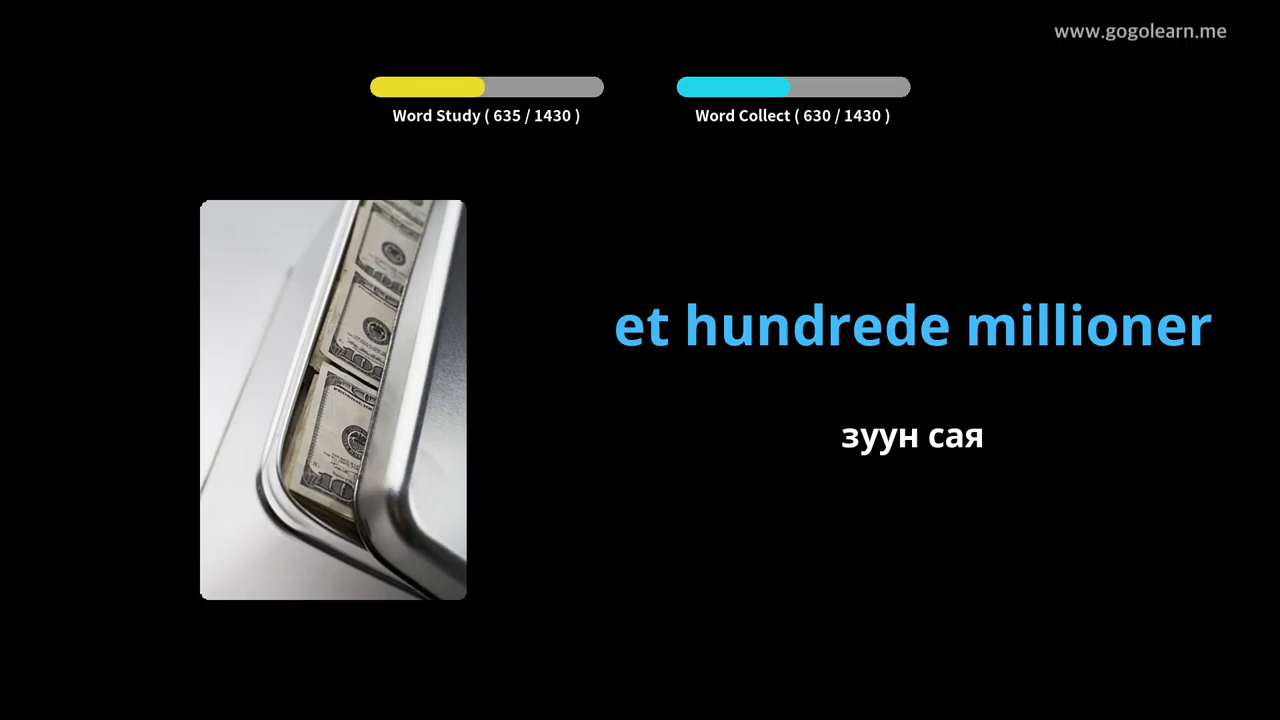 www.gogolearn.me
Word Study ( 635 / 1430 )
Word Collect ( 630 / 1430 )
et hundrede millioner
зуун сая